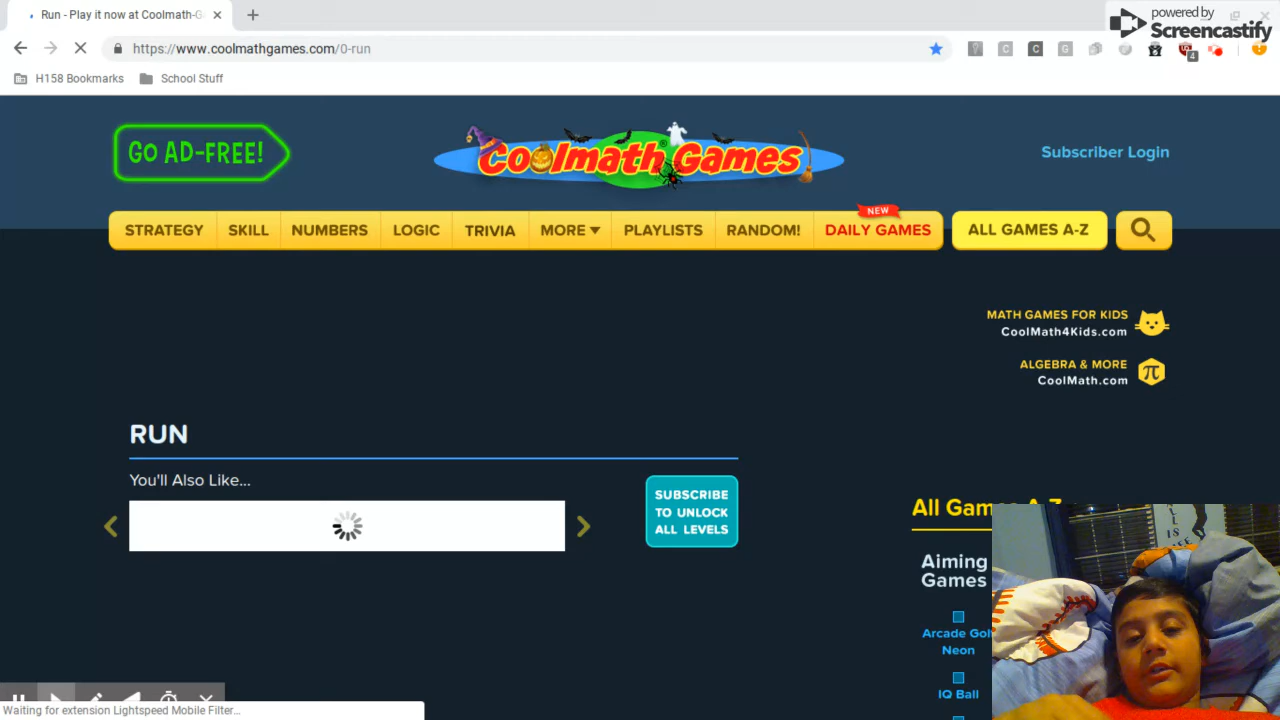 Run - Play it now at Coolmath-G
powered by
Screencastify
https://www.coolmathgames.com/0-run
4
H158 Bookmarks
School Stuff
GO AD-FREE!
Coolmath Games
Subscriber Login
NEW
STRATEGY
SKILL
NUMBERS
LOGIC
TRIVIA
MORE
PLAYLISTS
RANDOM!
DAILY GAMES
ALL GAMES A-Z
MATH GAMES FOR KIDS
CoolMath4Kids.com
ALGEBRA & MORE
CoolMath.com
RUN
You'll Also Like...
SUBSCRIBE
TO UNLOCK
ALL LEVELS
All Games A-Z
Aiming
Games
Arcade Gol
Neon
IQ Ball
Waiting for extension Lightspeed Mobile Filter...